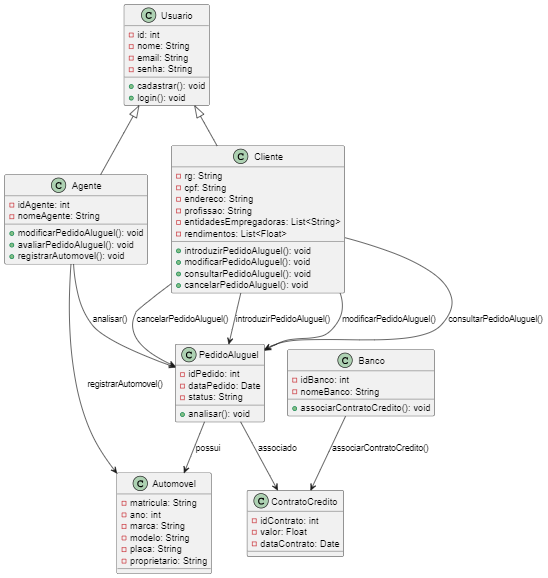 C Usuario
id: int
nome: String
email: String
senha: String
cadastrar(): void
login(): void
C Agente
idAgente: int
nomeAgente: String
modificarPedidoAluguel(): void
avaliarPedidoAluguel(): void
registrarAutomovel(): void
C Cliente
rg: String
cpf: String
endereco: String
profissao: String
entidadesEmpregadoras: List<String>
rendimentos: List<Float>
introduzirPedidoAluguel(): void
modificarPedidoAluguel(): void
consultarPedidoAluguel(): void
cancelarPedidoAluguel(): void
analisar()
cancelarPedidoAluguel()
introduzirPedidoAluguel()
modificarPedidoAluguel()
consultarPedidoAluguel()
registrarAutomovel()
C PedidoAluguel
idPedido: int
dataPedido: Date
status: String
analisar(): void
C Banco
idBanco: int
nomeBanco: String
associarContratoCredito(): void
possui
associado
associarContratoCredito()
C Automovel
matricula: String
ano: int
marca: String
modelo: String
placa: String
proprietario: String
C ContratoCredito
idContrato: int
valor: Float
dataContrato: Date